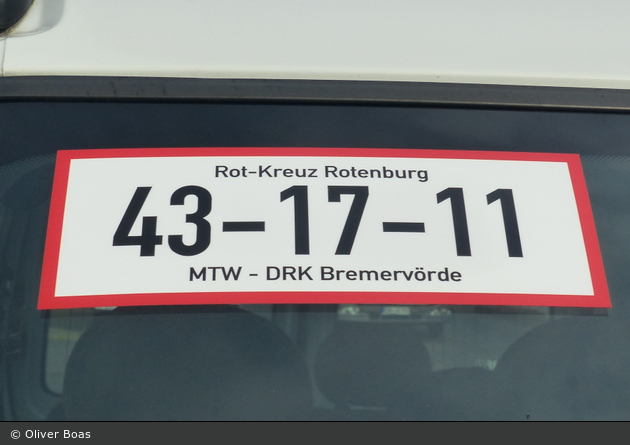 Rot-Kreuz Rotenburg
43-17-11
MTW - DRK Bremervörde
© Oliver Boas